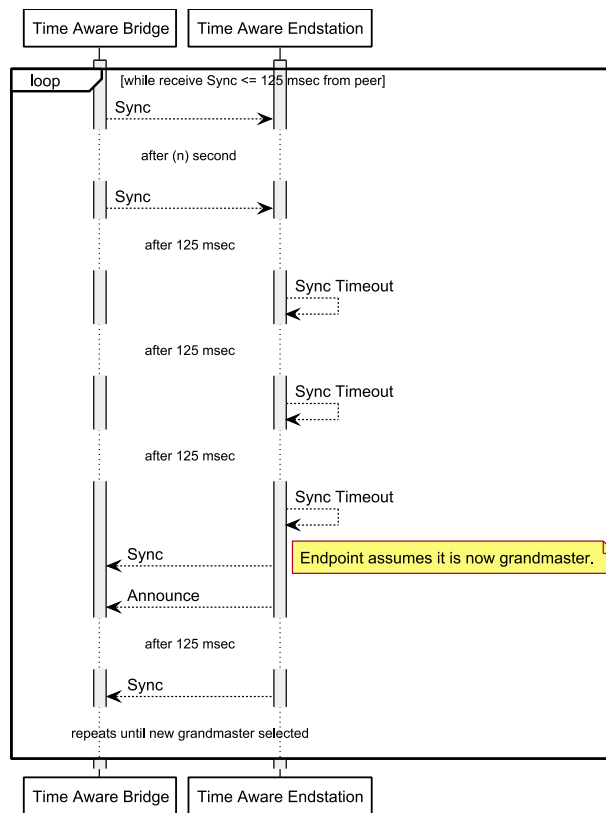 Time Aware Bridge
Time Aware Endstation
loop
[while receive Sync <= 125 msec from peer]
Sync
after (n) second
Sync
after 125 msec
Sync Timeout
after 125 msec
Sync Timeout
after 125 msec
Sync Timeout
Endpoint assumes it is now grandmaster.
Sync
Announce
after 125 msec
Sync
repeats until new grandmaster selected
Time Aware Bridge
Time Aware Endstation